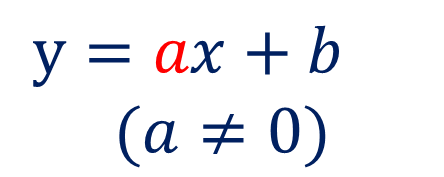 y = ax + b
(a ≠ 0)